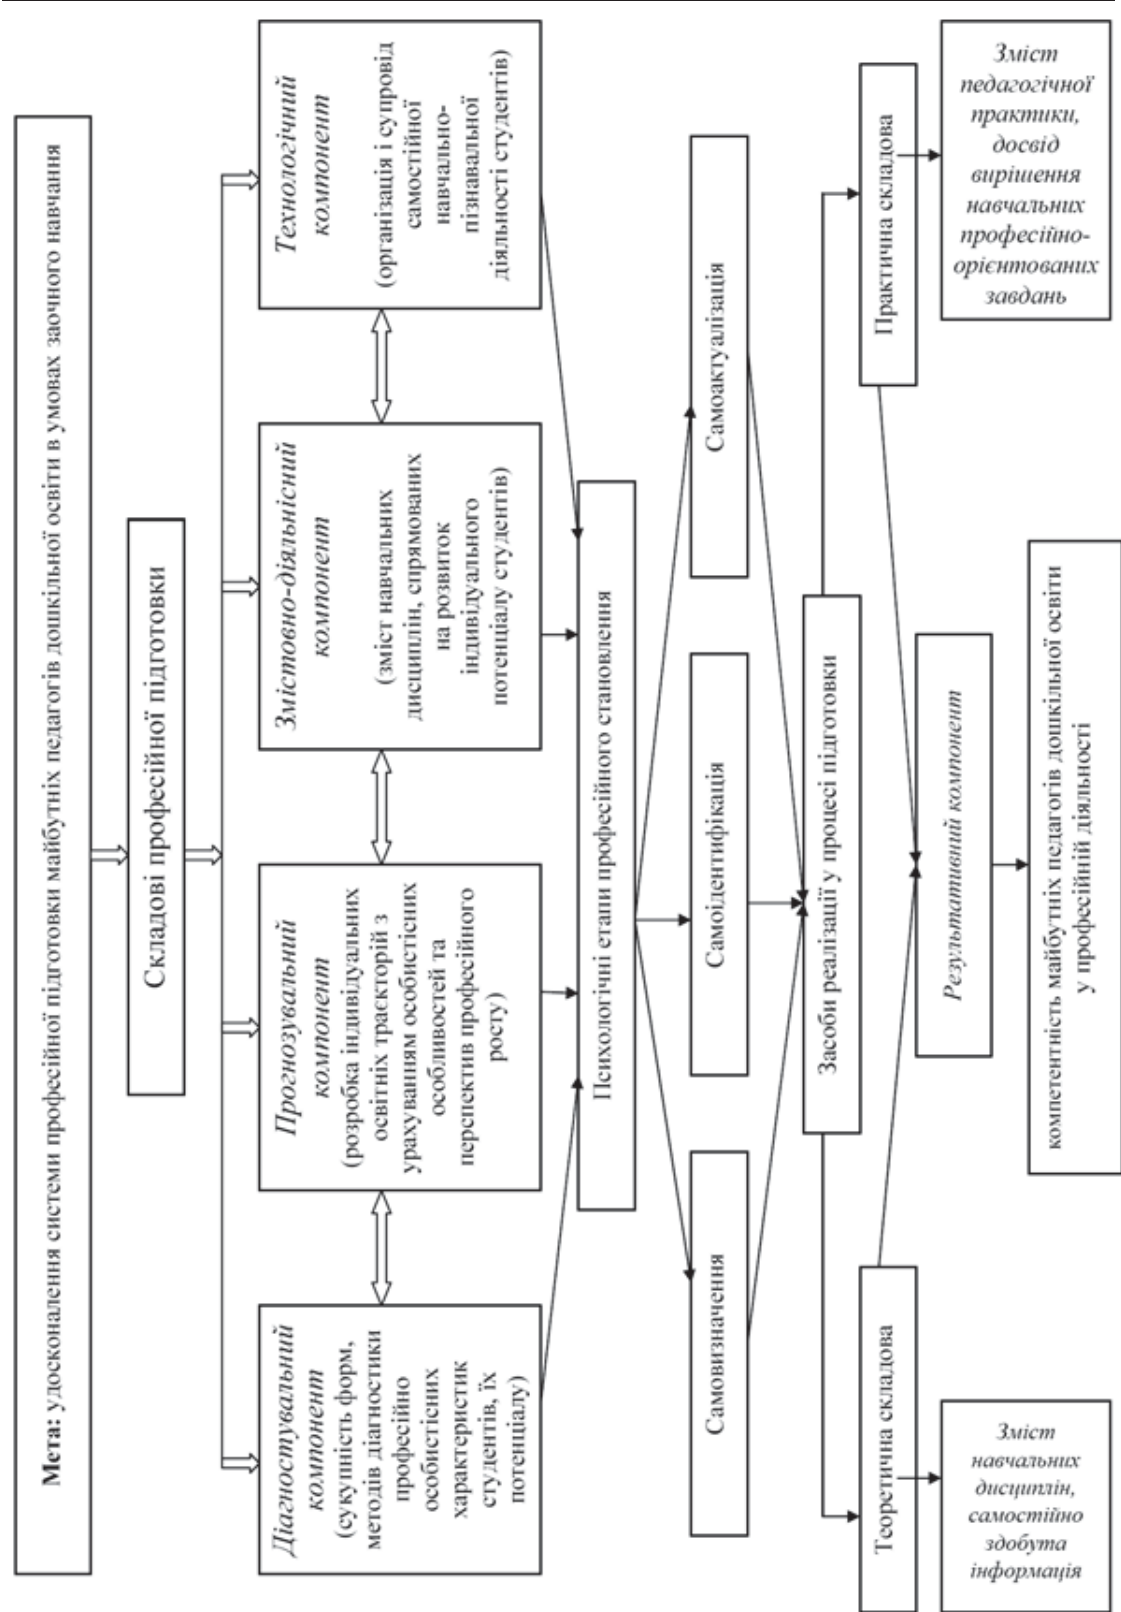 Мета: удосконалення системи професійної підготовки майбутніх педагогів дошкільної освіти в умовах заочного навчання
Складові професійної підготовки
Діагностувальний
компонент
(сукупність форм,
методів діагностики
професійно
особистісних
характеристик
студентів, їх
потенціалу)
Прогнозувальний
компонент
(розробка індивідуальних
освітніх траєкторій з
урахуванням особистісних
особливостей та
перспектив професійного
росту)
Змістовно-діяльнісний
компонент
(зміст навчальних
дисциплін, спрямованих
на розвиток
індивідуального
потенціалу студентів)
Технологічний
компонент
(організація і супровід
самостійної
навчально-
пізнавальної
діяльності студентів)
Психологічні етапи професійного становлення
Самовизначення
Самоідентифікація
Самоактуалізація
Засоби реалізації у процесі підготовки
Теоретична складова
Практична складова
Зміст
навчальних
дисциплін,
самостійно
здобута
інформація
Результативний компонент
Зміст
педагогічної
практики,
досвід
вирішення
навчальних
професійно-
орієнтованих
завдань
компетентність майбутніх педагогів дошкільної освіти
у професійній діяльності